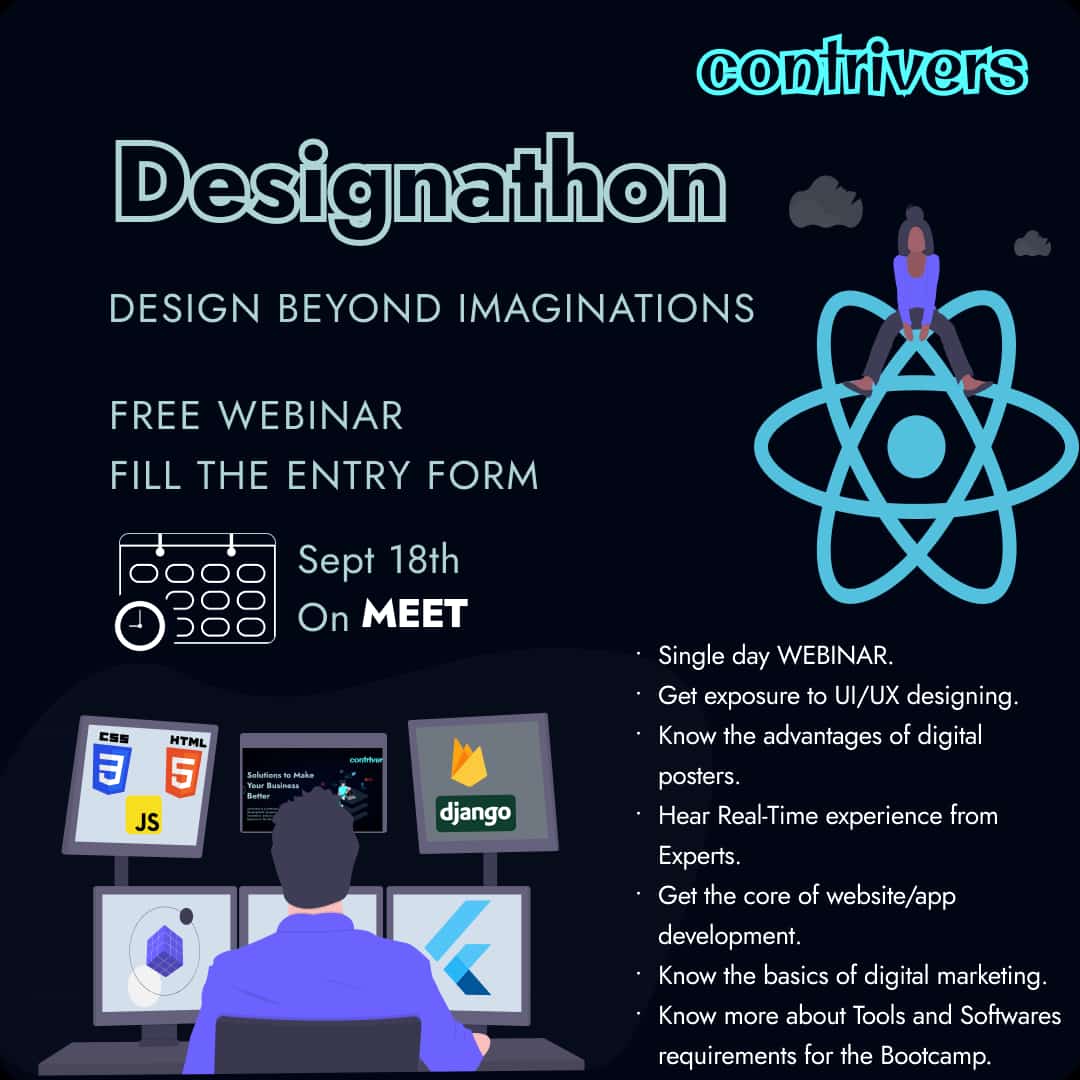 contrivers
Designathon
DESIGN BEYOND IMAGINATIONS
FREE WEBINAR
FILL THE ENTRY FORM
Sept 18th
On MEET
· Single day WEBINAR.
· Get exposure to UI/UX designing.
· Know the advantages of digital
posters.
· Hear Real-Time experience from
Experts.
· Get the core of website/app
development.
· Know the basics of digital marketing.
· Know more about Tools and Softwares
requirements for the Bootcamp.
CSS
HTML
3
5
JS
contriver
Solutions to Make
Your Business
Better
django